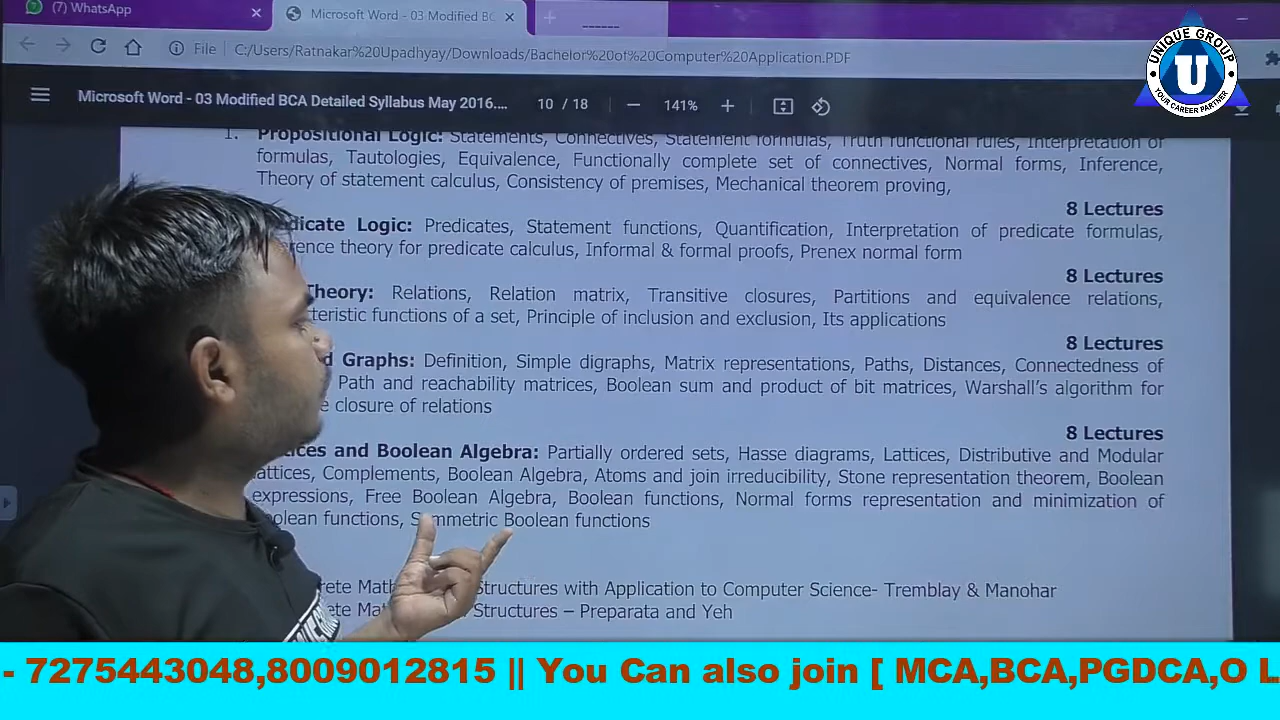 (7) WhatsApp
Microsoft Word - 03 Modified BC
File C:/Users/Ratnakar%20Upadhyay/Downloads/Bachelor%20of%20Computer%20Application.PDF
UNIQUE GROUP
U
YOUR CAREER PARTNER
Microsoft Word - 03 Modified BCA Detailed Syllabus May 2016.... 10 / 18 141%
1. Propositional Logic: Statements, Connectives, Statement formulas, Truth functional rules, Interpretation of
formulas, Tautologies, Equivalence, Functionally complete set of connectives, Normal forms, Inference,
Theory of statement calculus, Consistency of premises, Mechanical theorem proving,
8 Lectures
dicate Logic: Predicates, Statement functions, Quantification, Interpretation of predicate formulas,
rence theory for predicate calculus, Informal & formal proofs, Prenex normal form
8 Lectures
Theory: Relations, Relation matrix, Transitive closures, Partitions and equivalence relations,
teristic functions of a set, Principle of inclusion and exclusion, Its applications
8 Lectures
d Graphs: Definition, Simple digraphs, Matrix representations, Paths, Distances, Connectedness of
Path and reachability matrices, Boolean sum and product of bit matrices, Warshall's algorithm for
e closure of relations
8 Lectures
ices and Boolean Algebra: Partially ordered sets, Hasse diagrams, Lattices, Distributive and Modular
attices, Complements, Boolean Algebra, Atoms and join irreducibility, Stone representation theorem, Boolean
expressions, Free Boolean Algebra, Boolean functions, Normal forms representation and minimization of
olean functions, Symmetric Boolean functions
rete Mat Structures with Application to Computer Science- Tremblay & Manohar
ete Mat Structures – Preparata and Yeh
- 7275443048,8009012815 || You Can also join [ MCA,BCA,PGDCA,O L